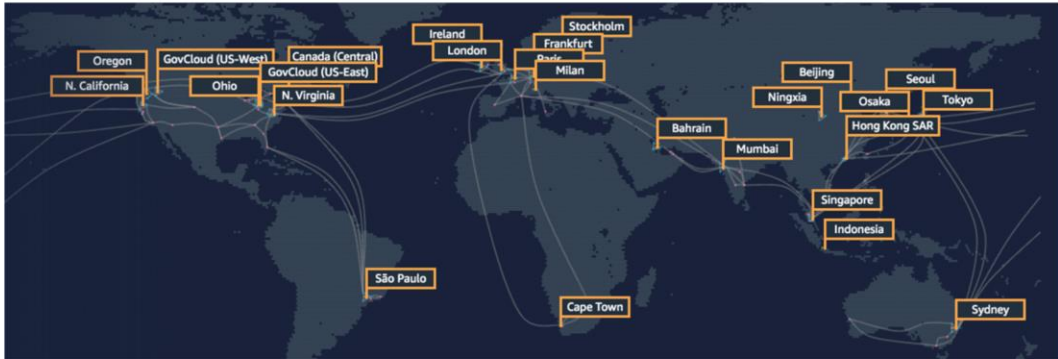 Stockholm
Ireland
Frankfurt
London
Paris
Milan
Oregon
GovCloud (US-West)
Canada (Central)
GovCloud (US-East)
N. California
Ohio
N. Virginia
Beijing
Seoul
Ningxia
Osaka
Tokyo
Hong Kong SAR
Bahrain
Mumbai
Singapore
Indonesia
São Paulo
Cape Town
Sydney